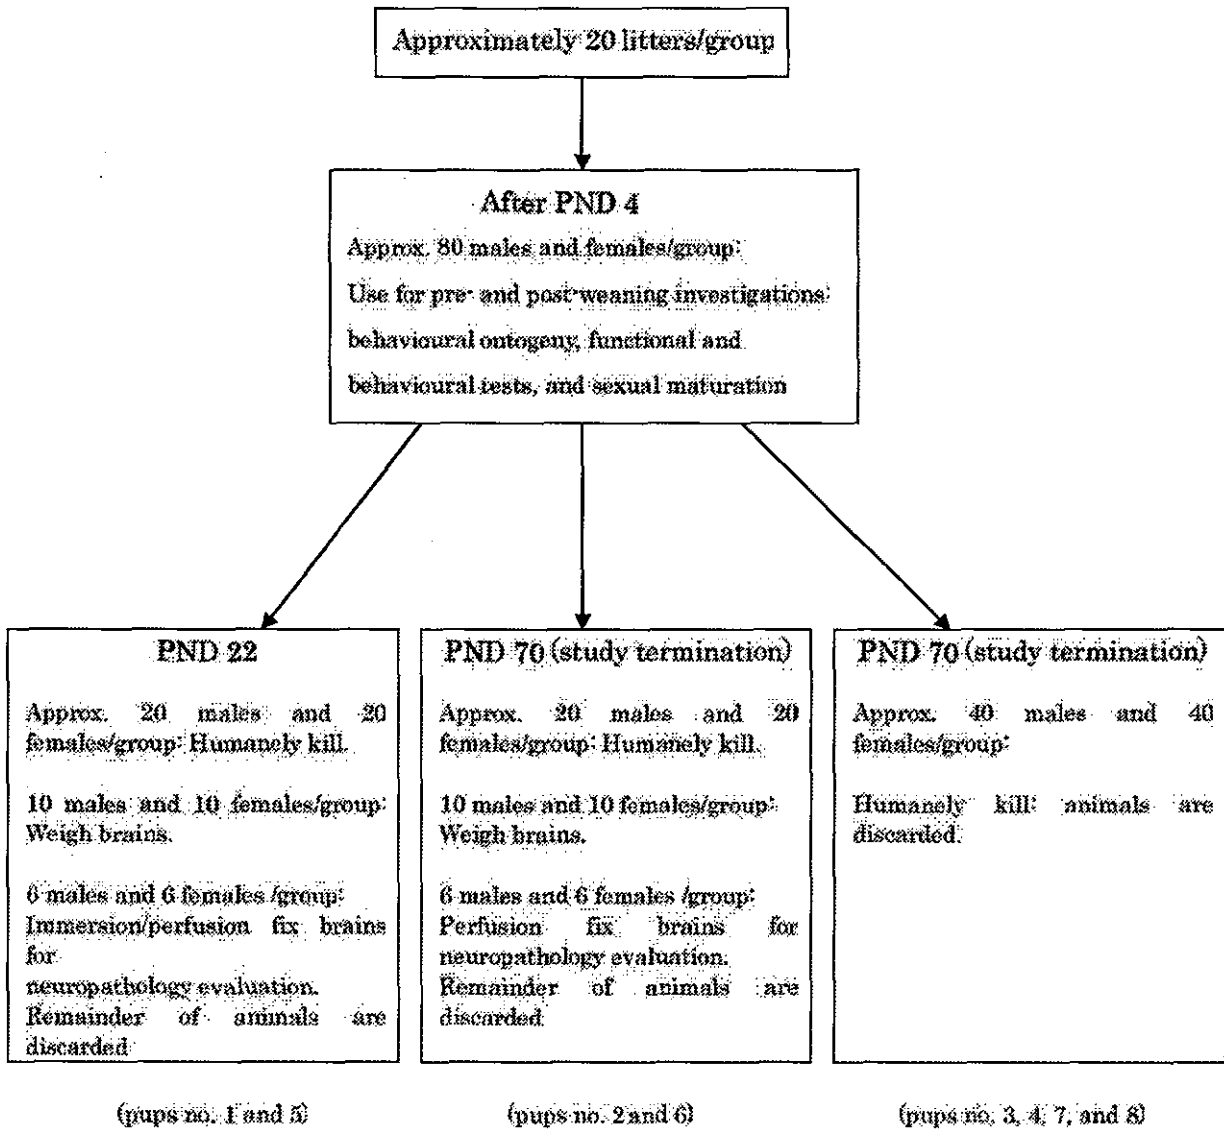 Approximately 20 litters/group
After PND 4
Approx. 80 males and females/group:
Use for pre- and post-weaning investigations:
behavioural ontogeny, functional and
behavioural tests, and sexual maturation
PND 22
Approx. 20 males and 20
females/group: Humanely kill.
10 males and 10 females/group:
Weigh brains.
6 males and 6 females /group:
Immersion/perfusion fix brains
for
neuropathology evaluation.
Remainder of animals are
discarded
(pups no. 1 and 5)
PND 70 (study termination)
Approx. 20 males and 20
females/group: Humanely kill.
10 males and 10 females/group:
Weigh brains.
6 males and 6 females /group:
Perfusion fix brains for
neuropathology evaluation.
Remainder of animals are
discarded
(pups no. 2 and 6)
PND 70 (study termination)
Approx. 40 males and 40
females/group:
Humanely kill: animals are
discarded.
(pups no. 3, 4, 7, and 8)